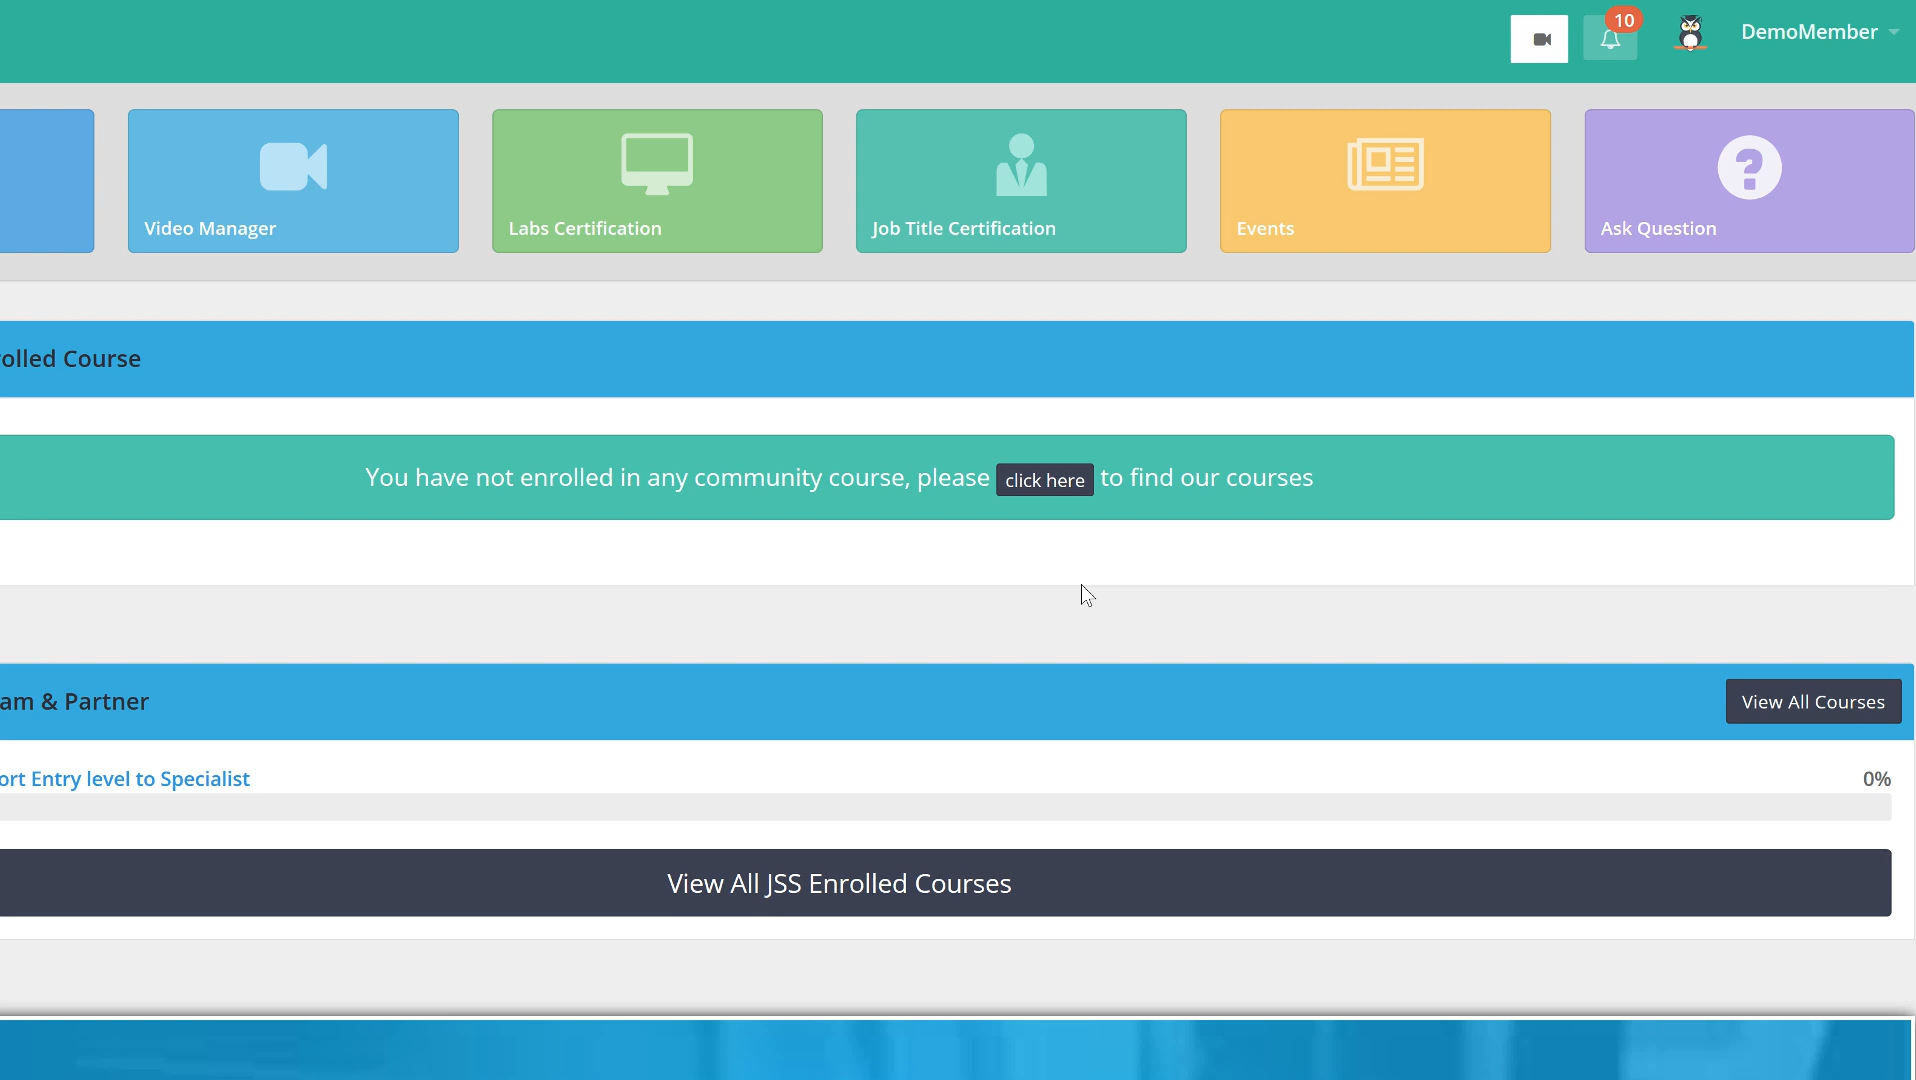 10
DemoMember
Video Manager
Labs Certification
Job Title Certification
Events
Ask Question
olled Course
You have not enrolled in any community course, please click here to find our courses
am & Partner
View All Courses
ort Entry level to Specialist
0%
View All JSS Enrolled Courses